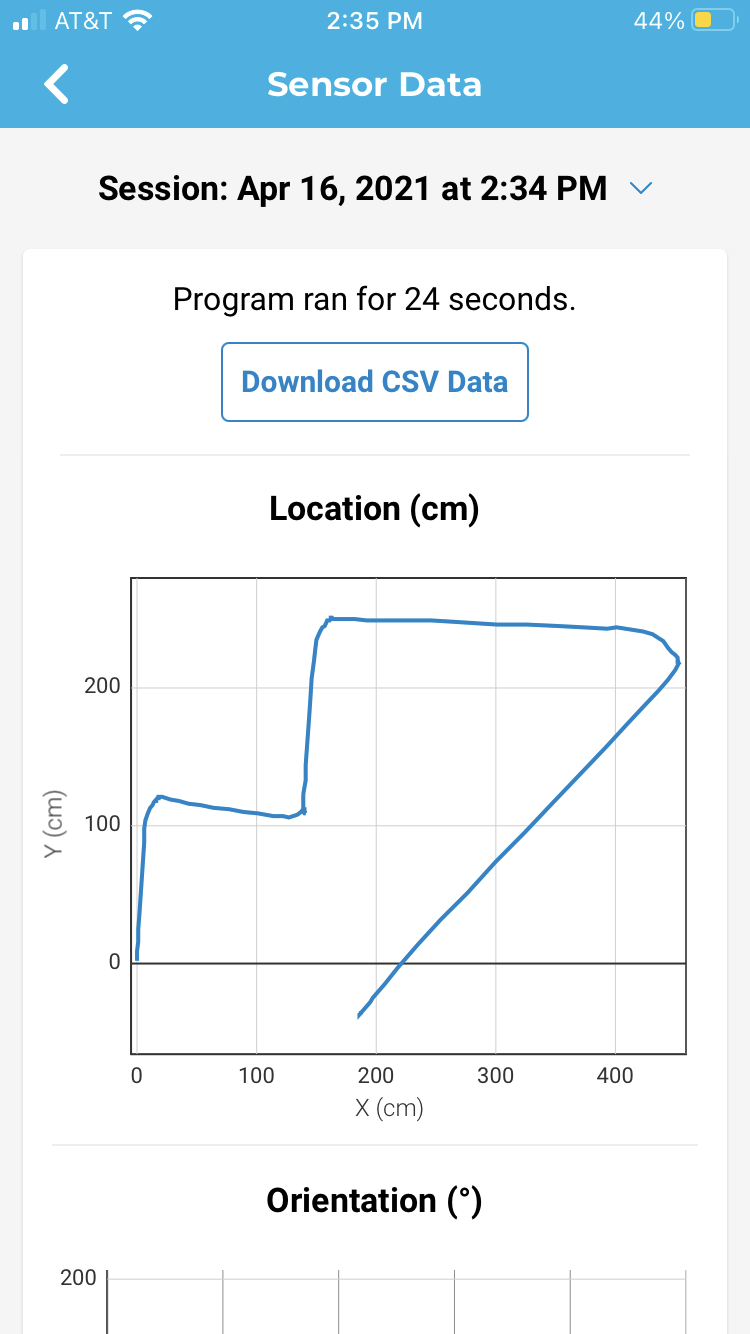 AT&T 2:35 PM 44%
Sensor Data
Session: Apr 16, 2021 at 2:34 PM
Program ran for 24 seconds.
Download CSV Data
Location (cm)
200
100
0
Y (cm)
0 100 200 300 400
X (cm)
Orientation (°)
200